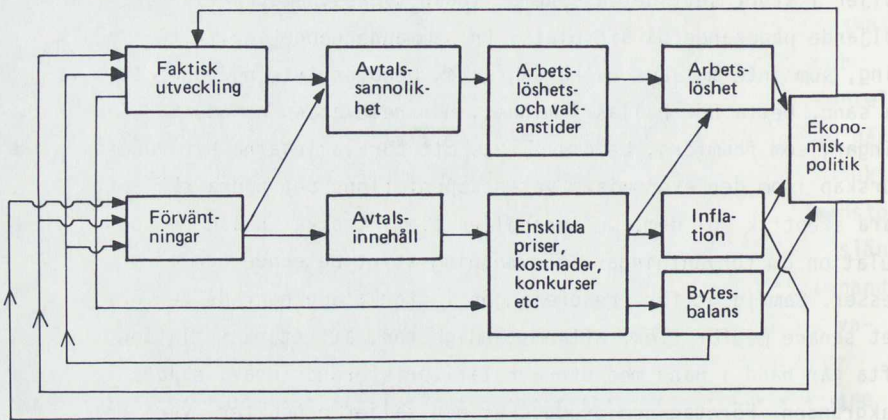 Faktisk
utveckling
Avtals-
sannolik-
het
Arbets-
löshets-
och vak-
anstider
Arbets
löshet
Ekono-
misk
politik
Förvänt-
ningar
Avtals-
innehåll
Enskilda
priser,
kostnader,
konkurser
etc
Infla-
tion
Bytes-
balans